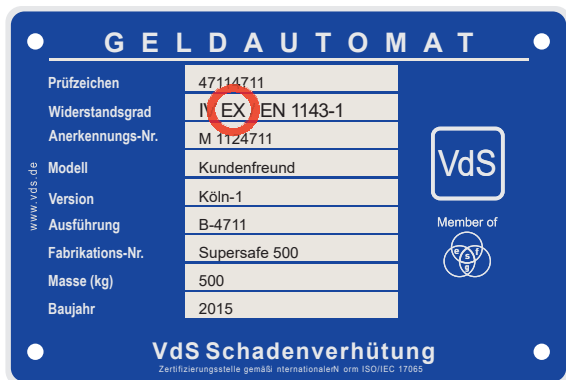 GELDAUTOMAT
Prüfzeichen 47114711
Widerstandsgrad IV EX / EN 1143-1
Anerkennungs-Nr. M 1124711
Modell Kundenfreund
Version Köln-1
Ausführung B-4711
Fabrikations-Nr. Supersafe 500
Masse (kg) 500
Baujahr 2015
www.vds.de
VdS
Member of
e s f g
VdS Schadenverhütung
Zertifizierungsstelle gemäßi nternationalerN orm ISO/IEC 17065